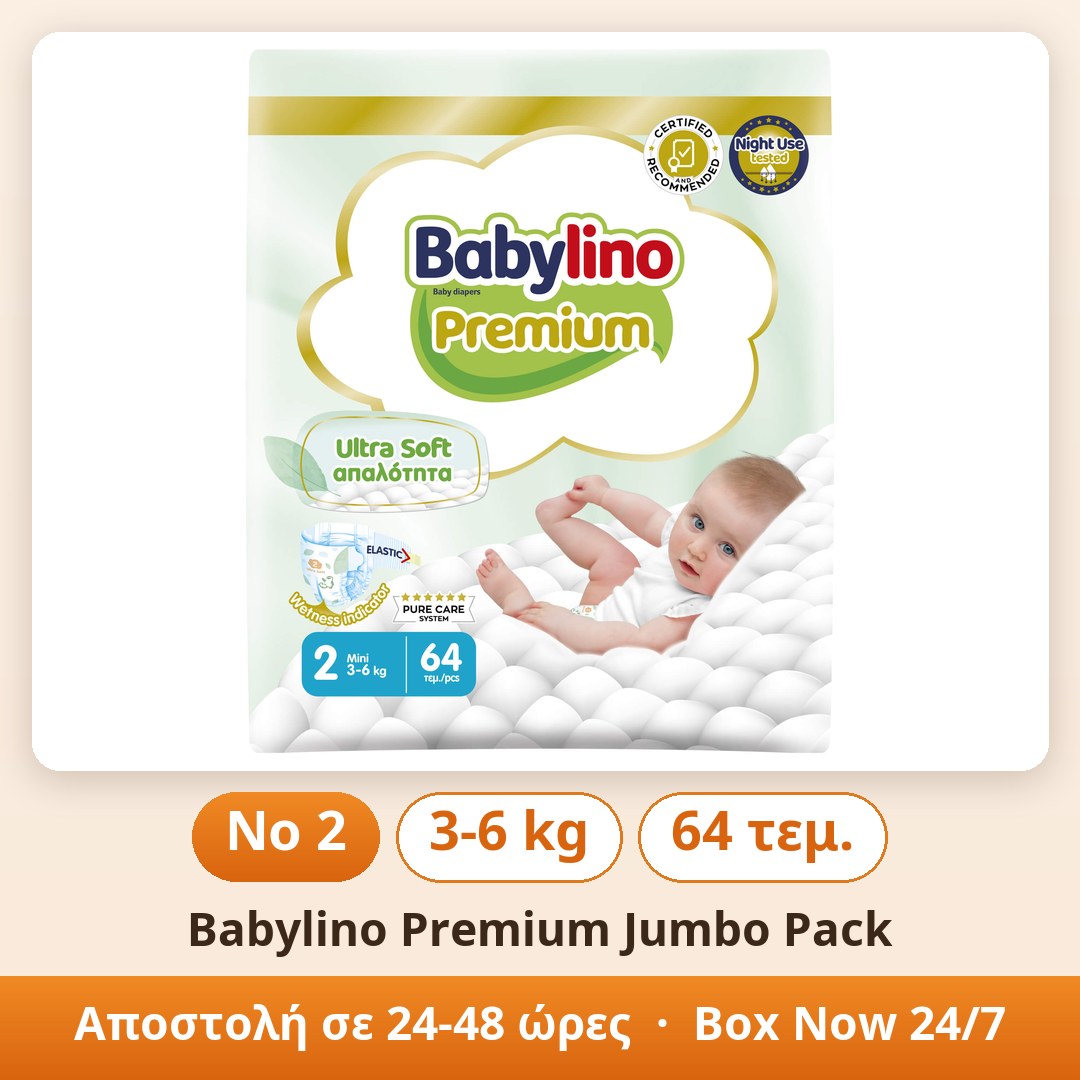 CERTIFIED
AND
RECOMMENDED
Night Use
tested
Babylino
Baby diapers
Premium
Ultra Soft
απαλότητα
ELASTIC
Wetness indicator
PURE CARE
SYSTEM
2 Mini 3-6 kg
64 τεμ./pcs
Νο 2
3-6 kg
64 τεμ.
Babylino Premium Jumbo Pack
Αποστολή σε 24-48 ώρες · Box Now 24/7